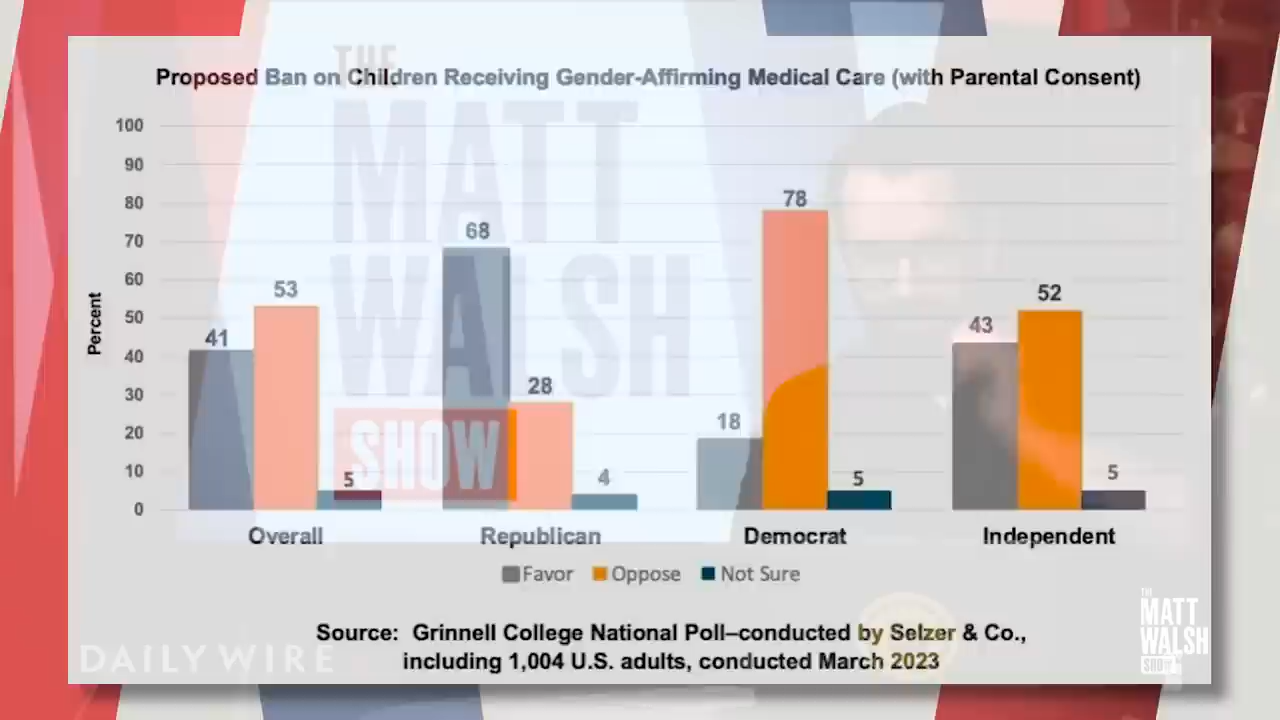 Proposed Ban on Children Receiving Gender-Affirming Medical Care (with Parental Consent)
THE
MATT
WALSH
SHOW
Percent
100
90
80
70
60
50
40
30
20
10
0
41
53
5
68
28
4
18
78
5
43
52
5
Overall
Republican
Democrat
Independent
Favor
Oppose
Not Sure
Source: Grinnell College National Poll–conducted by Selzer & Co.,
including 1,004 U.S. adults, conducted March 2023
DAILY WIRE
THE
MATT
WALSH
SHOW